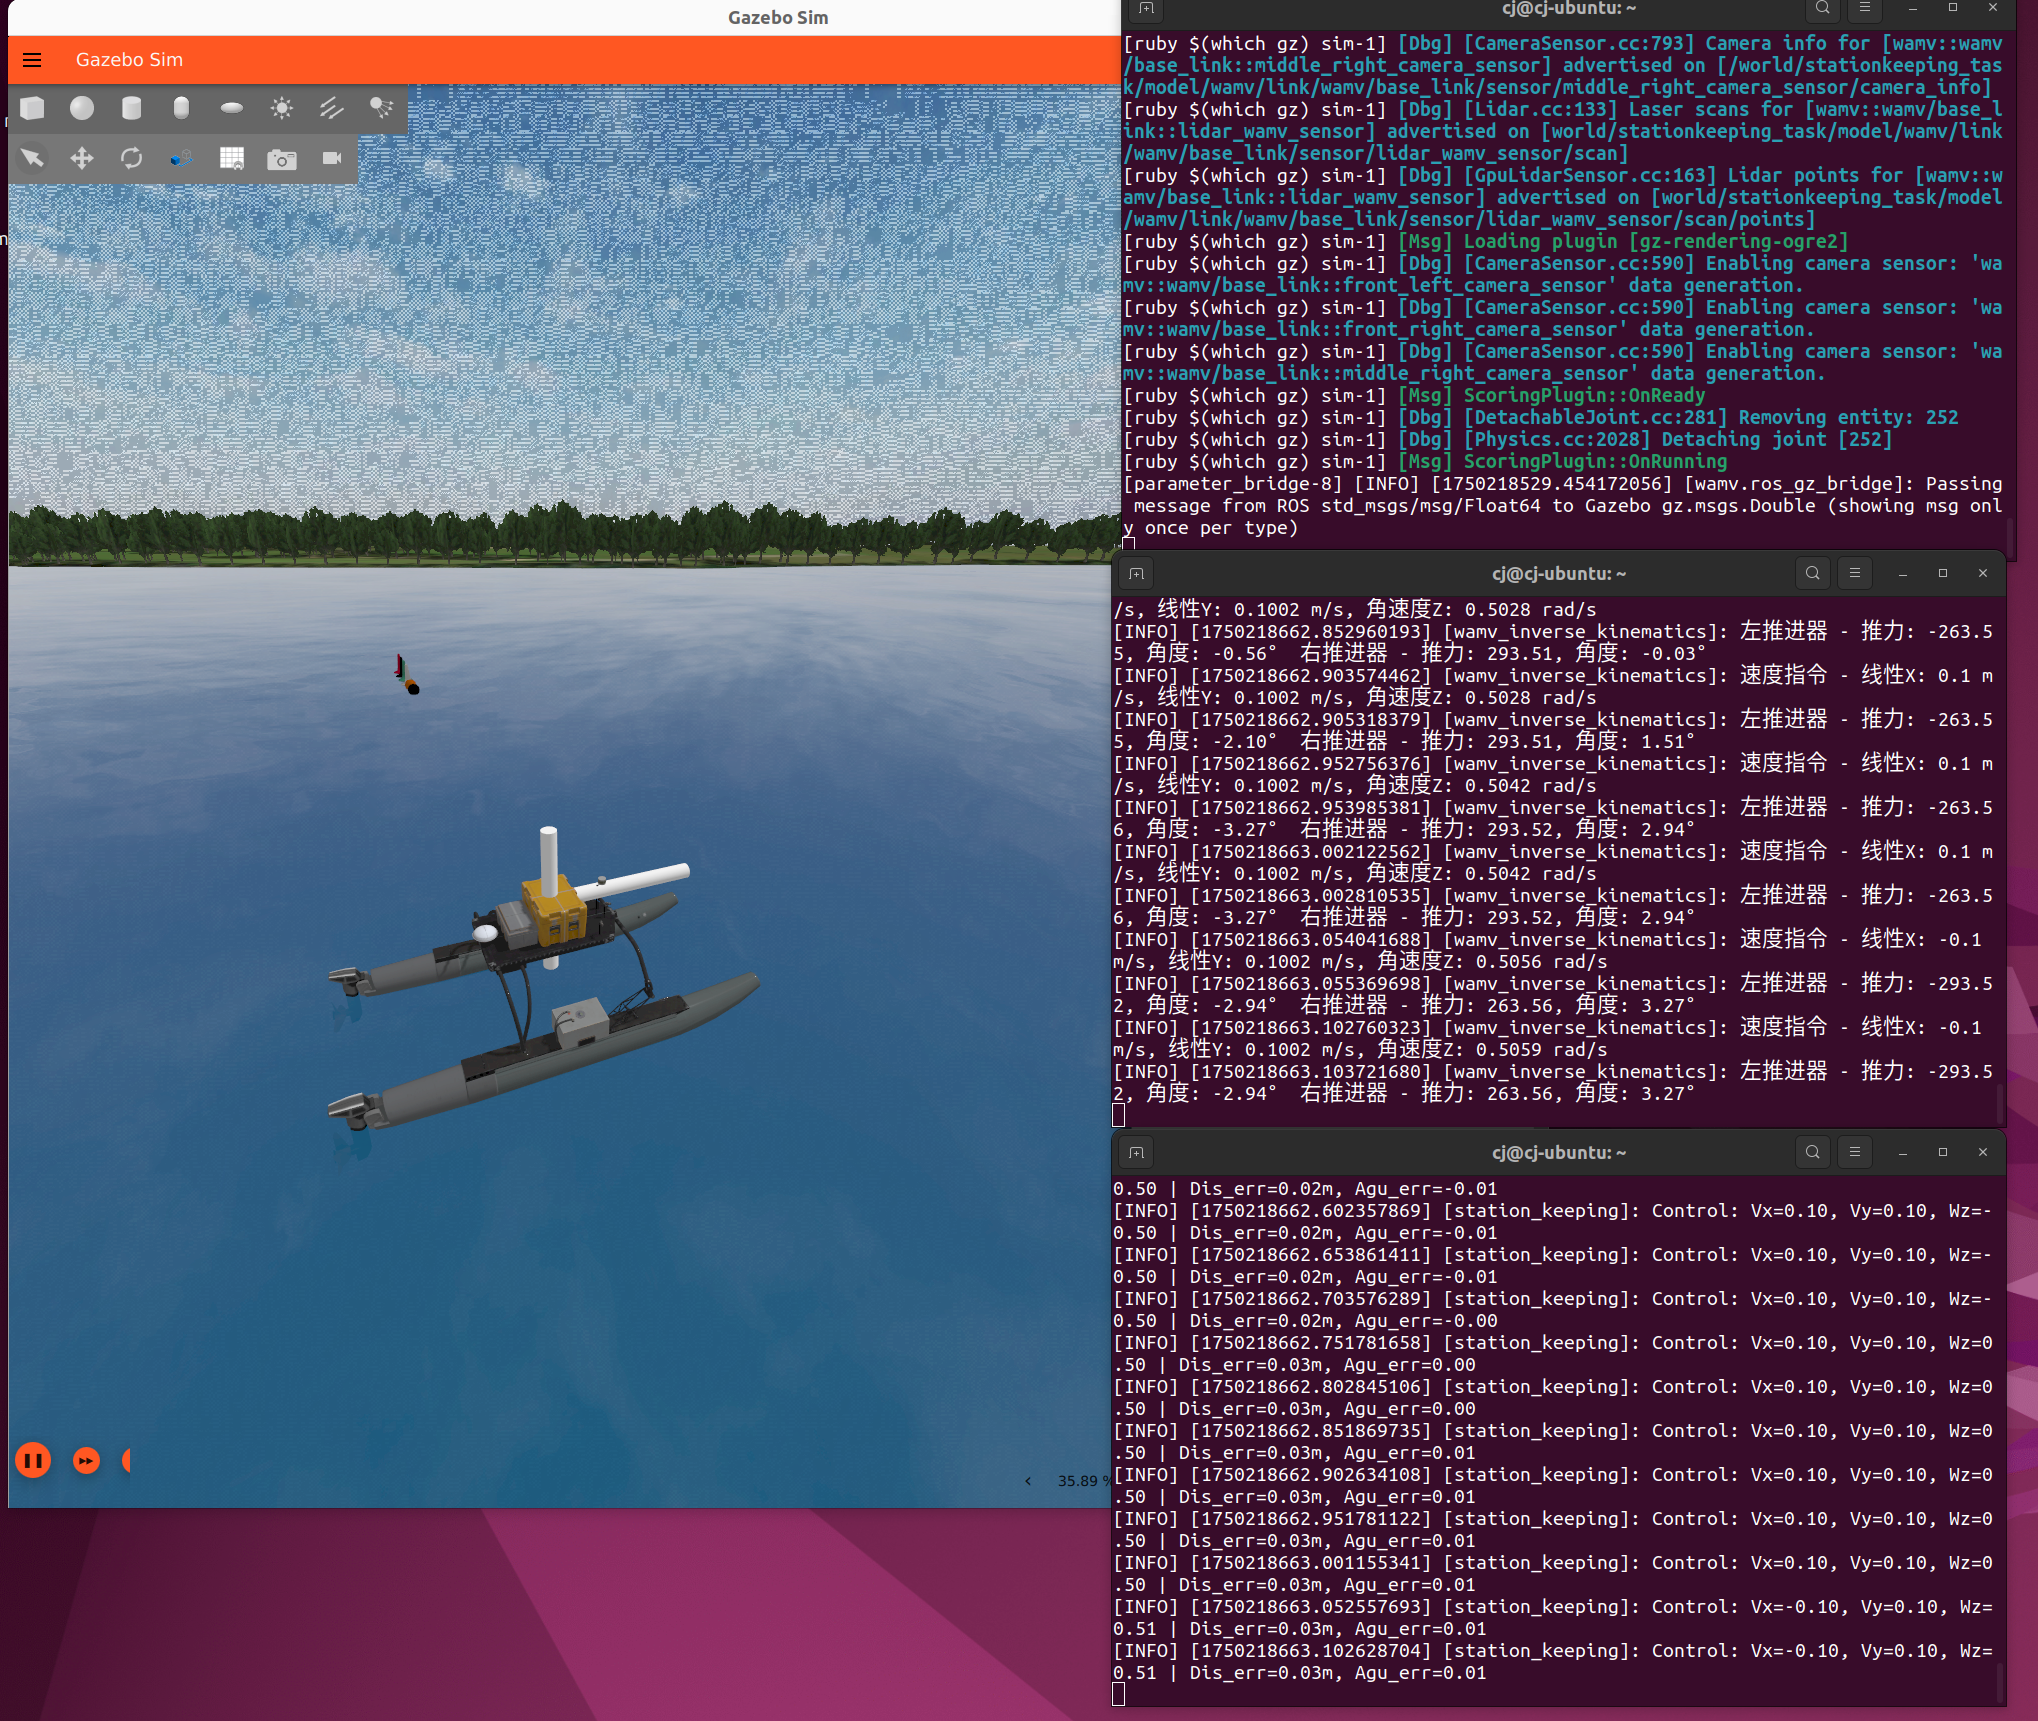 Gazebo Sim
Gazebo Sim
35.89 %
cj@cj-ubuntu: ~
[ruby $(which gz) sim-1] [Dbg] [CameraSensor.cc:793] Camera info for [wamv::wamv
/base_link::middle_right_camera_sensor] advertised on [/world/stationkeeping_tas
k/model/wamv/link/wamv/base_link/sensor/middle_right_camera_sensor/camera_info]
[ruby $(which gz) sim-1] [Dbg] [Lidar.cc:133] Laser scans for [wamv::wamv/base_l
ink::lidar_wamv_sensor] advertised on [world/stationkeeping_task/model/wamv/link
/wamv/base_link/sensor/lidar_wamv_sensor/scan]
[ruby $(which gz) sim-1] [Dbg] [GpuLidarSensor.cc:163] Lidar points for [wamv::w
amv/base_link::lidar_wamv_sensor] advertised on [world/stationkeeping_task/model
/wamv/link/wamv/base_link/sensor/lidar_wamv_sensor/scan/points]
[ruby $(which gz) sim-1] [Msg] Loading plugin [gz-rendering-ogre2]
[ruby $(which gz) sim-1] [Dbg] [CameraSensor.cc:590] Enabling camera sensor: 'wa
mv::wamv/base_link::front_left_camera_sensor' data generation.
[ruby $(which gz) sim-1] [Dbg] [CameraSensor.cc:590] Enabling camera sensor: 'wa
mv::wamv/base_link::front_right_camera_sensor' data generation.
[ruby $(which gz) sim-1] [Dbg] [CameraSensor.cc:590] Enabling camera sensor: 'wa
mv::wamv/base_link::middle_right_camera_sensor' data generation.
[ruby $(which gz) sim-1] [Msg] ScoringPlugin::OnReady
[ruby $(which gz) sim-1] [Dbg] [DetachableJoint.cc:281] Removing entity: 252
[ruby $(which gz) sim-1] [Dbg] [Physics.cc:2028] Detaching joint [252]
[ruby $(which gz) sim-1] [Msg] ScoringPlugin::OnRunning
[parameter_bridge-8] [INFO] [1750218529.454172056] [wamv.ros_gz_bridge]: Passing
 message from ROS std_msgs/msg/Float64 to Gazebo gz.msgs.Double (showing msg onl
y once per type)
cj@cj-ubuntu: ~
/s, 线性Y: 0.1002 m/s, 角速度Z: 0.5028 rad/s
[INFO] [1750218662.852960193] [wamv_inverse_kinematics]: 左推进器 - 推力: -263.5
5, 角度: -0.56°  右推进器 - 推力: 293.51, 角度: -0.03°
[INFO] [1750218662.903574462] [wamv_inverse_kinematics]: 速度指令 - 线性X: 0.1 m
/s, 线性Y: 0.1002 m/s, 角速度Z: 0.5028 rad/s
[INFO] [1750218662.905318379] [wamv_inverse_kinematics]: 左推进器 - 推力: -263.5
5, 角度: -2.10°  右推进器 - 推力: 293.51, 角度: 1.51°
[INFO] [1750218662.952756376] [wamv_inverse_kinematics]: 速度指令 - 线性X: 0.1 m
/s, 线性Y: 0.1002 m/s, 角速度Z: 0.5042 rad/s
[INFO] [1750218662.953985381] [wamv_inverse_kinematics]: 左推进器 - 推力: -263.5
6, 角度: -3.27°  右推进器 - 推力: 293.52, 角度: 2.94°
[INFO] [1750218663.002122562] [wamv_inverse_kinematics]: 速度指令 - 线性X: 0.1 m
/s, 线性Y: 0.1002 m/s, 角速度Z: 0.5042 rad/s
[INFO] [1750218663.002810535] [wamv_inverse_kinematics]: 左推进器 - 推力: -263.5
6, 角度: -3.27°  右推进器 - 推力: 293.52, 角度: 2.94°
[INFO] [1750218663.054041688] [wamv_inverse_kinematics]: 速度指令 - 线性X: -0.1
m/s, 线性Y: 0.1002 m/s, 角速度Z: 0.5056 rad/s
[INFO] [1750218663.055369698] [wamv_inverse_kinematics]: 左推进器 - 推力: -293.5
2, 角度: -2.94°  右推进器 - 推力: 263.56, 角度: 3.27°
[INFO] [1750218663.102760323] [wamv_inverse_kinematics]: 速度指令 - 线性X: -0.1
m/s, 线性Y: 0.1002 m/s, 角速度Z: 0.5059 rad/s
[INFO] [1750218663.103721680] [wamv_inverse_kinematics]: 左推进器 - 推力: -293.5
2, 角度: -2.94°  右推进器 - 推力: 263.56, 角度: 3.27°
cj@cj-ubuntu: ~
0.50 | Dis_err=0.02m, Agu_err=-0.01
[INFO] [1750218662.602357869] [station_keeping]: Control: Vx=0.10, Vy=0.10, Wz=-
0.50 | Dis_err=0.02m, Agu_err=-0.01
[INFO] [1750218662.653861411] [station_keeping]: Control: Vx=0.10, Vy=0.10, Wz=-
0.50 | Dis_err=0.02m, Agu_err=-0.01
[INFO] [1750218662.703576289] [station_keeping]: Control: Vx=0.10, Vy=0.10, Wz=-
0.50 | Dis_err=0.02m, Agu_err=-0.00
[INFO] [1750218662.751781658] [station_keeping]: Control: Vx=0.10, Vy=0.10, Wz=0
.50 | Dis_err=0.03m, Agu_err=0.00
[INFO] [1750218662.802845106] [station_keeping]: Control: Vx=0.10, Vy=0.10, Wz=0
.50 | Dis_err=0.03m, Agu_err=0.00
[INFO] [1750218662.851869735] [station_keeping]: Control: Vx=0.10, Vy=0.10, Wz=0
.50 | Dis_err=0.03m, Agu_err=0.01
[INFO] [1750218662.902634108] [station_keeping]: Control: Vx=0.10, Vy=0.10, Wz=0
.50 | Dis_err=0.03m, Agu_err=0.01
[INFO] [1750218662.951781122] [station_keeping]: Control: Vx=0.10, Vy=0.10, Wz=0
.50 | Dis_err=0.03m, Agu_err=0.01
[INFO] [1750218663.001155341] [station_keeping]: Control: Vx=0.10, Vy=0.10, Wz=0
.50 | Dis_err=0.03m, Agu_err=0.01
[INFO] [1750218663.052557693] [station_keeping]: Control: Vx=-0.10, Vy=0.10, Wz=
0.51 | Dis_err=0.03m, Agu_err=0.01
[INFO] [1750218663.102628704] [station_keeping]: Control: Vx=-0.10, Vy=0.10, Wz=
0.51 | Dis_err=0.03m, Agu_err=0.01